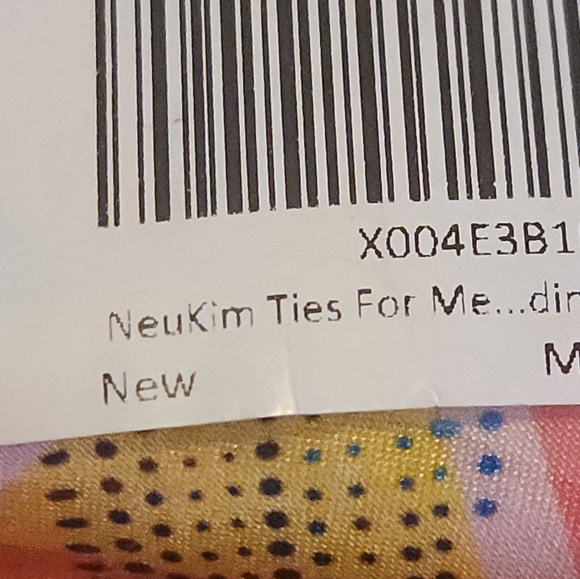 X004E3B1
NeuKim Ties For Me...din
New
M